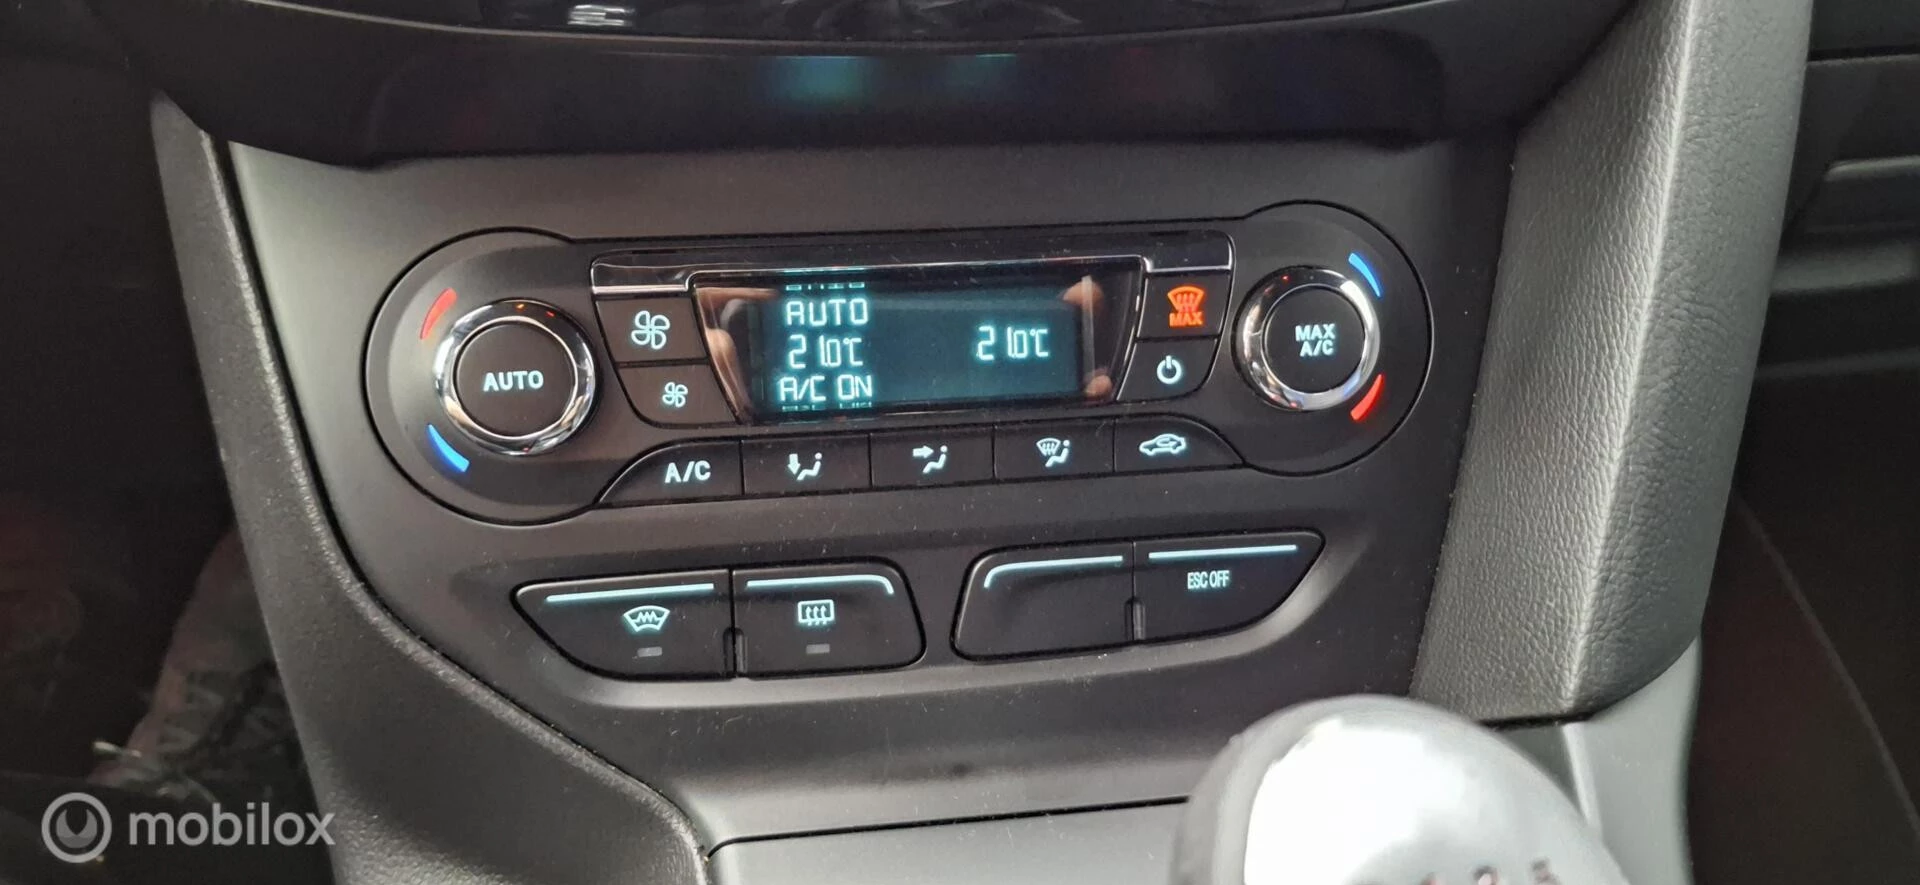 AUTO
21.0°C
21.0°C
A/C ON
MAX
AUTO
MAX
A/C
A/C
ESC OFF
mobilox